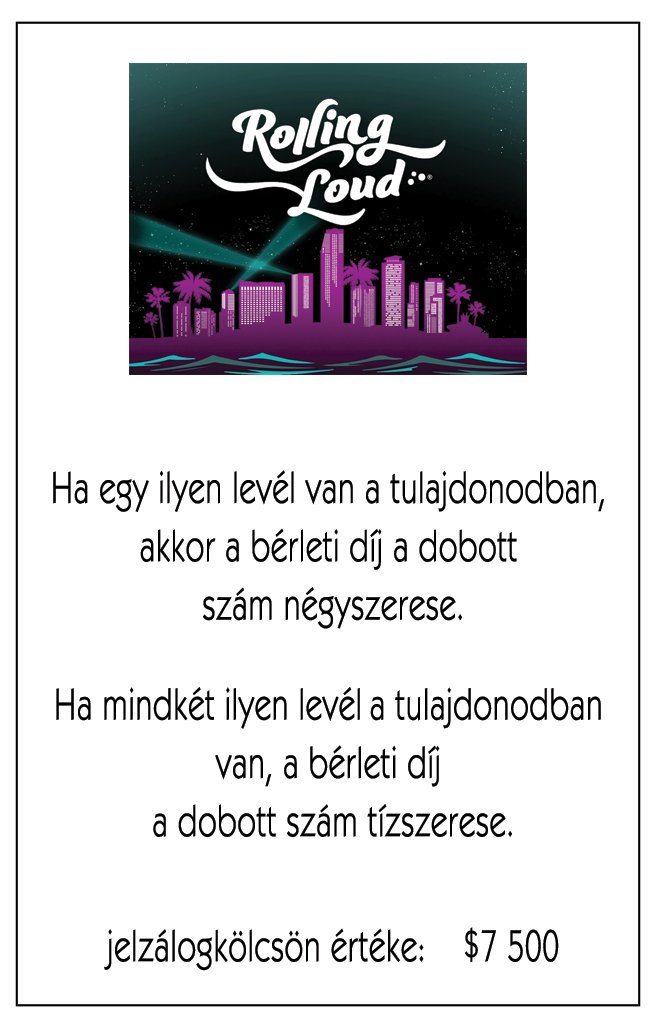 Rolling
Loud®
Ha egy ilyen levél van a tulajdonodban,
akkor a bérleti díj a dobott
szám négyszerese.
Ha mindkét ilyen levél a tulajdonodban
van, a bérleti díj
a dobott szám tízszerese.
jelzálogkölcsön értéke: $7 500